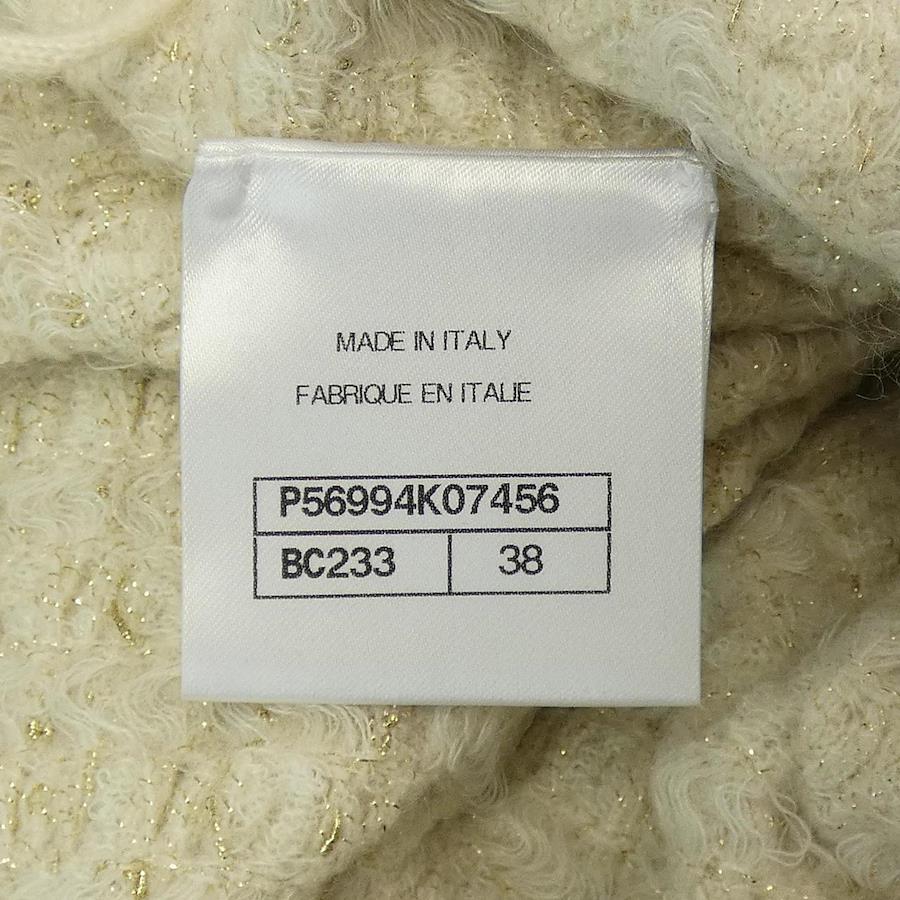 MADE IN ITALY
FABRIQUE EN ITALIE
P56994K07456
BC233 38